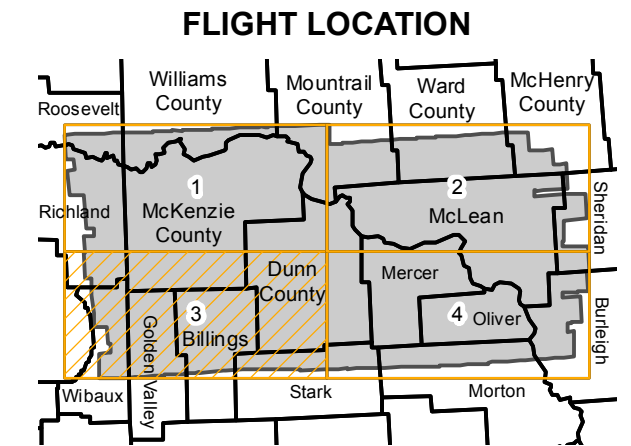 FLIGHT LOCATION
Williams
County
Mountrail
County
Ward
County
McHenry
County
Roosevelt
1
2
McKenzie
County
McLean
Richland
Sheridan
Dunn
County
Mercer
3
Billings
4
Oliver
Golden Valley
Burleigh
Wibaux
Stark
Morton